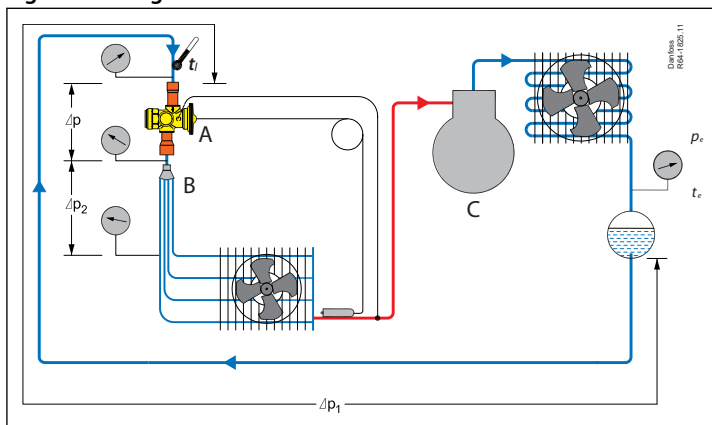 tl
Δp
A
B
Δp2
C
Danfoss
R64-1825.11
pe
te
Δp1